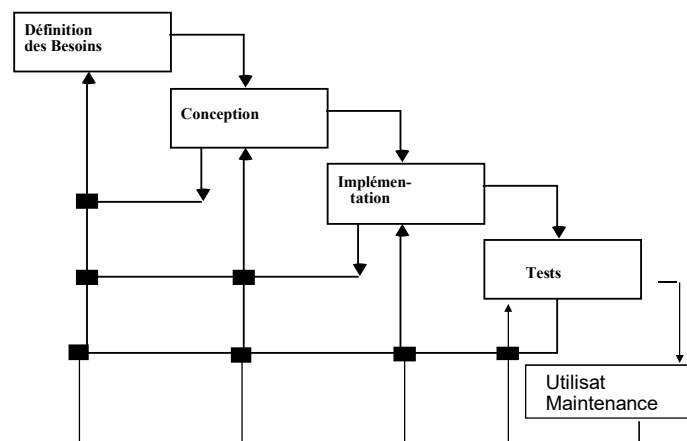 Définition
des Besoins
Conception
Implémen-
tation
Tests
Utilisat
Maintenance